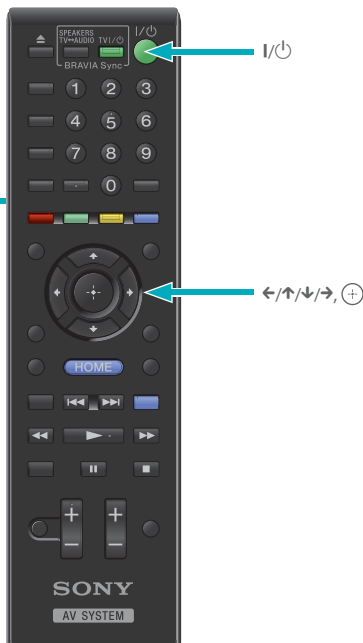 SPEAKERS
TV↔AUDIO TV I/⏻ I/⏻
BRAVIA Sync
I/⏻
1 2 3
4 5 6
7 8 9
0
←/↑/↓/→, ⊕
HOME
+ +
− −
SONY
AV SYSTEM